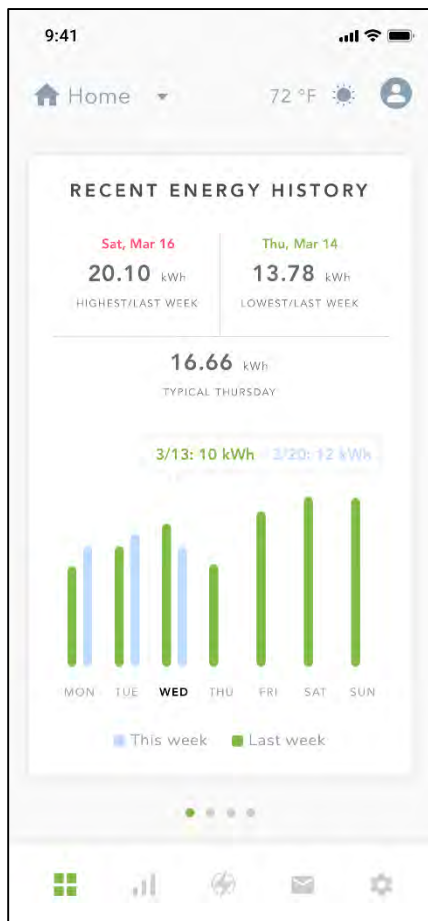 9:41
Home 72 °F
RECENT ENERGY HISTORY
Sat, Mar 16 Thu, Mar 14
20.10 kWh 13.78 kWh
HIGHEST/LAST WEEK LOWEST/LAST WEEK
16.66 kWh
TYPICAL THURSDAY
3/13: 10 kWh 3/20: 12 kWh
MON TUE WED THU FRI SAT SUN
This week Last week